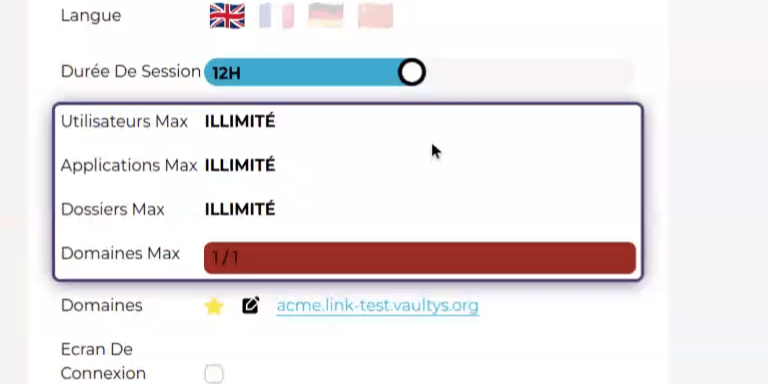 Langue
Durée De Session 12H
Utilisateurs Max ILLIMITÉ
Applications Max ILLIMITÉ
Dossiers Max ILLIMITÉ
Domaines Max 1/1
Domaines acme.link-test.vaultys.org
Ecran De
Connexion